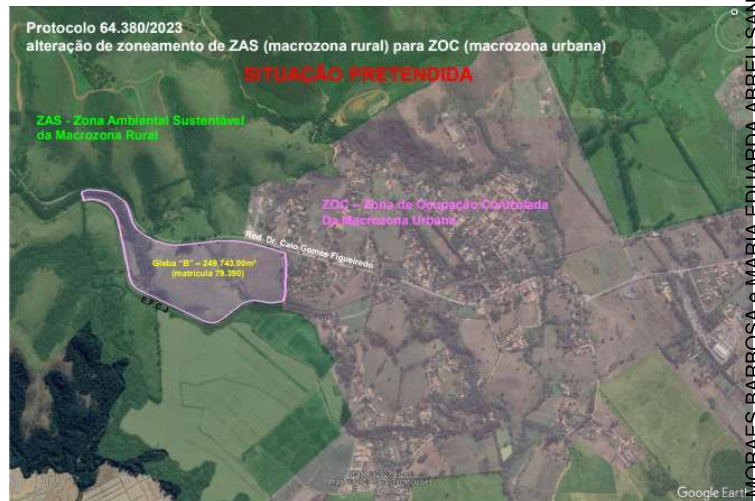 Protocolo 64.380/2023
alteração de zoneamento de ZAS (macrozona rural) para ZOC (macrozona urbana)
SITUAÇÃO PRETENDIDA
ZAS - Zona Ambiental Sustentável
da Macrozona Rural
ZOC – Zona de Ocupação Controlada
Da Macrozona Urbana
Rod. Dr. Caio Gomes Figueiredo
Gleba "B" – 249.743,00m²
(matrícula 79.390)
E.F.C.J
Google Earth
MORAES BARBOSA e MARIA EDUARDA ABREU SAN